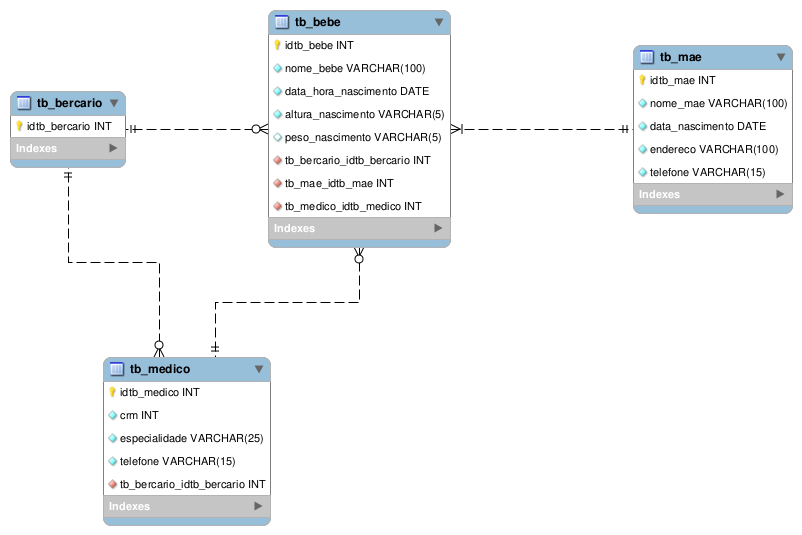 tb_bebe
idtb_bebe INT
nome_bebe VARCHAR(100)
data_hora_nascimento DATE
altura_nascimento VARCHAR(5)
peso_nascimento VARCHAR(5)
tb_bercario_idtb_bercario INT
tb_mae_idtb_mae INT
tb_medico_idtb_medico INT
Indexes
tb_mae
idtb_mae INT
nome_mae VARCHAR(100)
data_nascimento DATE
endereco VARCHAR(100)
telefone VARCHAR(15)
Indexes
tb_bercario
idtb_bercario INT
Indexes
tb_medico
idtb_medico INT
crm INT
especialidade VARCHAR(25)
telefone VARCHAR(15)
tb_bercario_idtb_bercario INT
Indexes